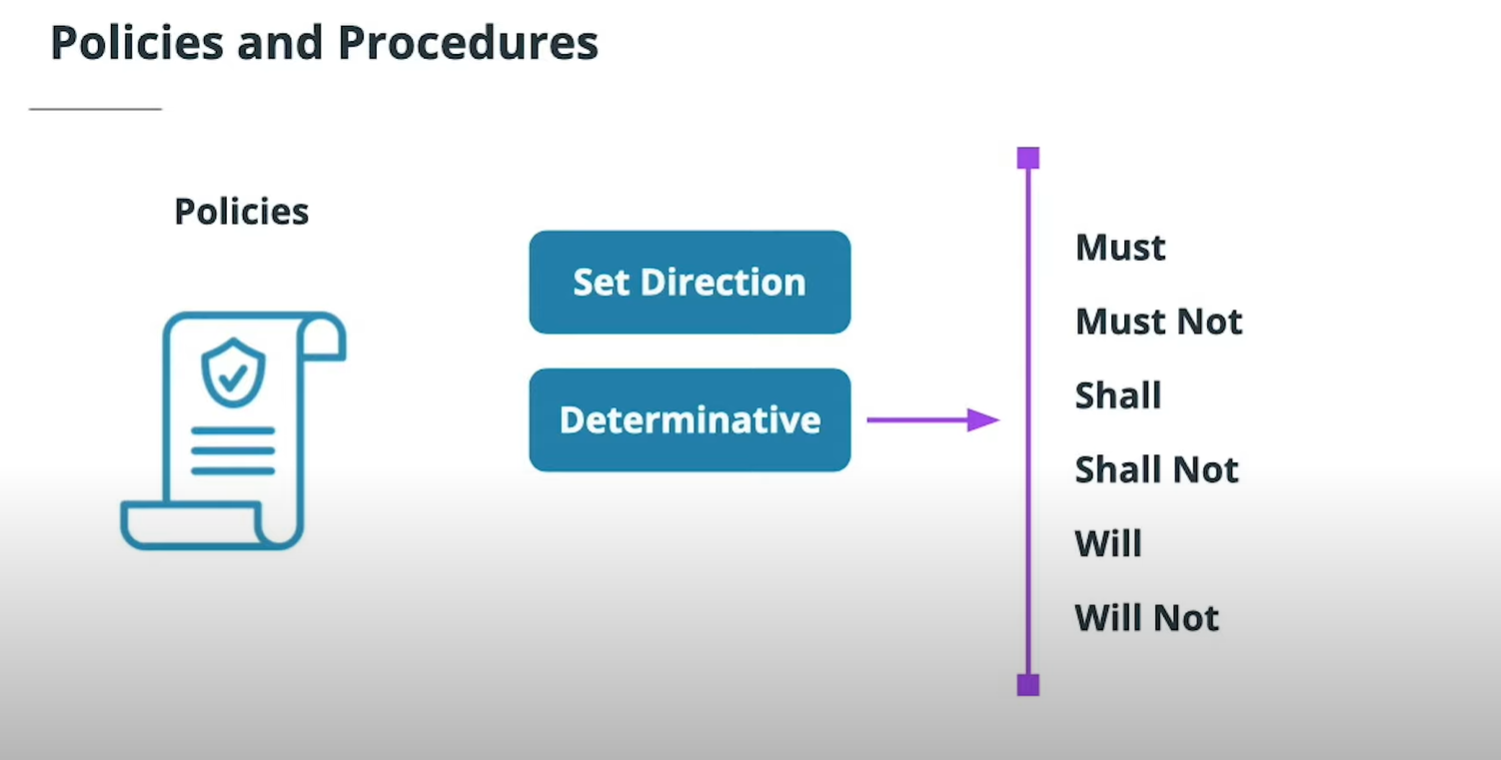 Policies and Procedures
Policies
Set Direction
Determinative
Must
Must Not
Shall
Shall Not
Will
Will Not